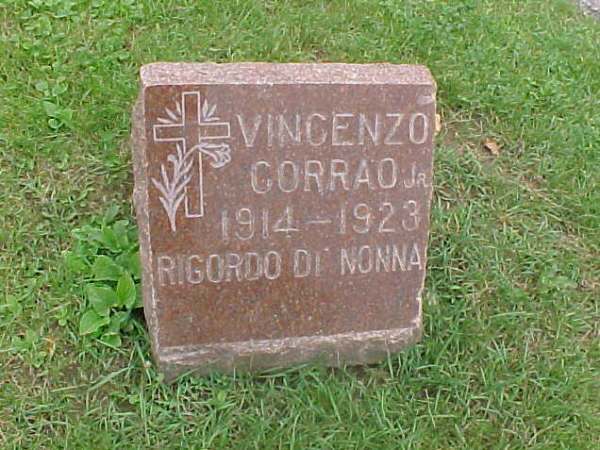 VINCENZO
CORRAO JR
1914-1923
RIGORDO DI NONNA